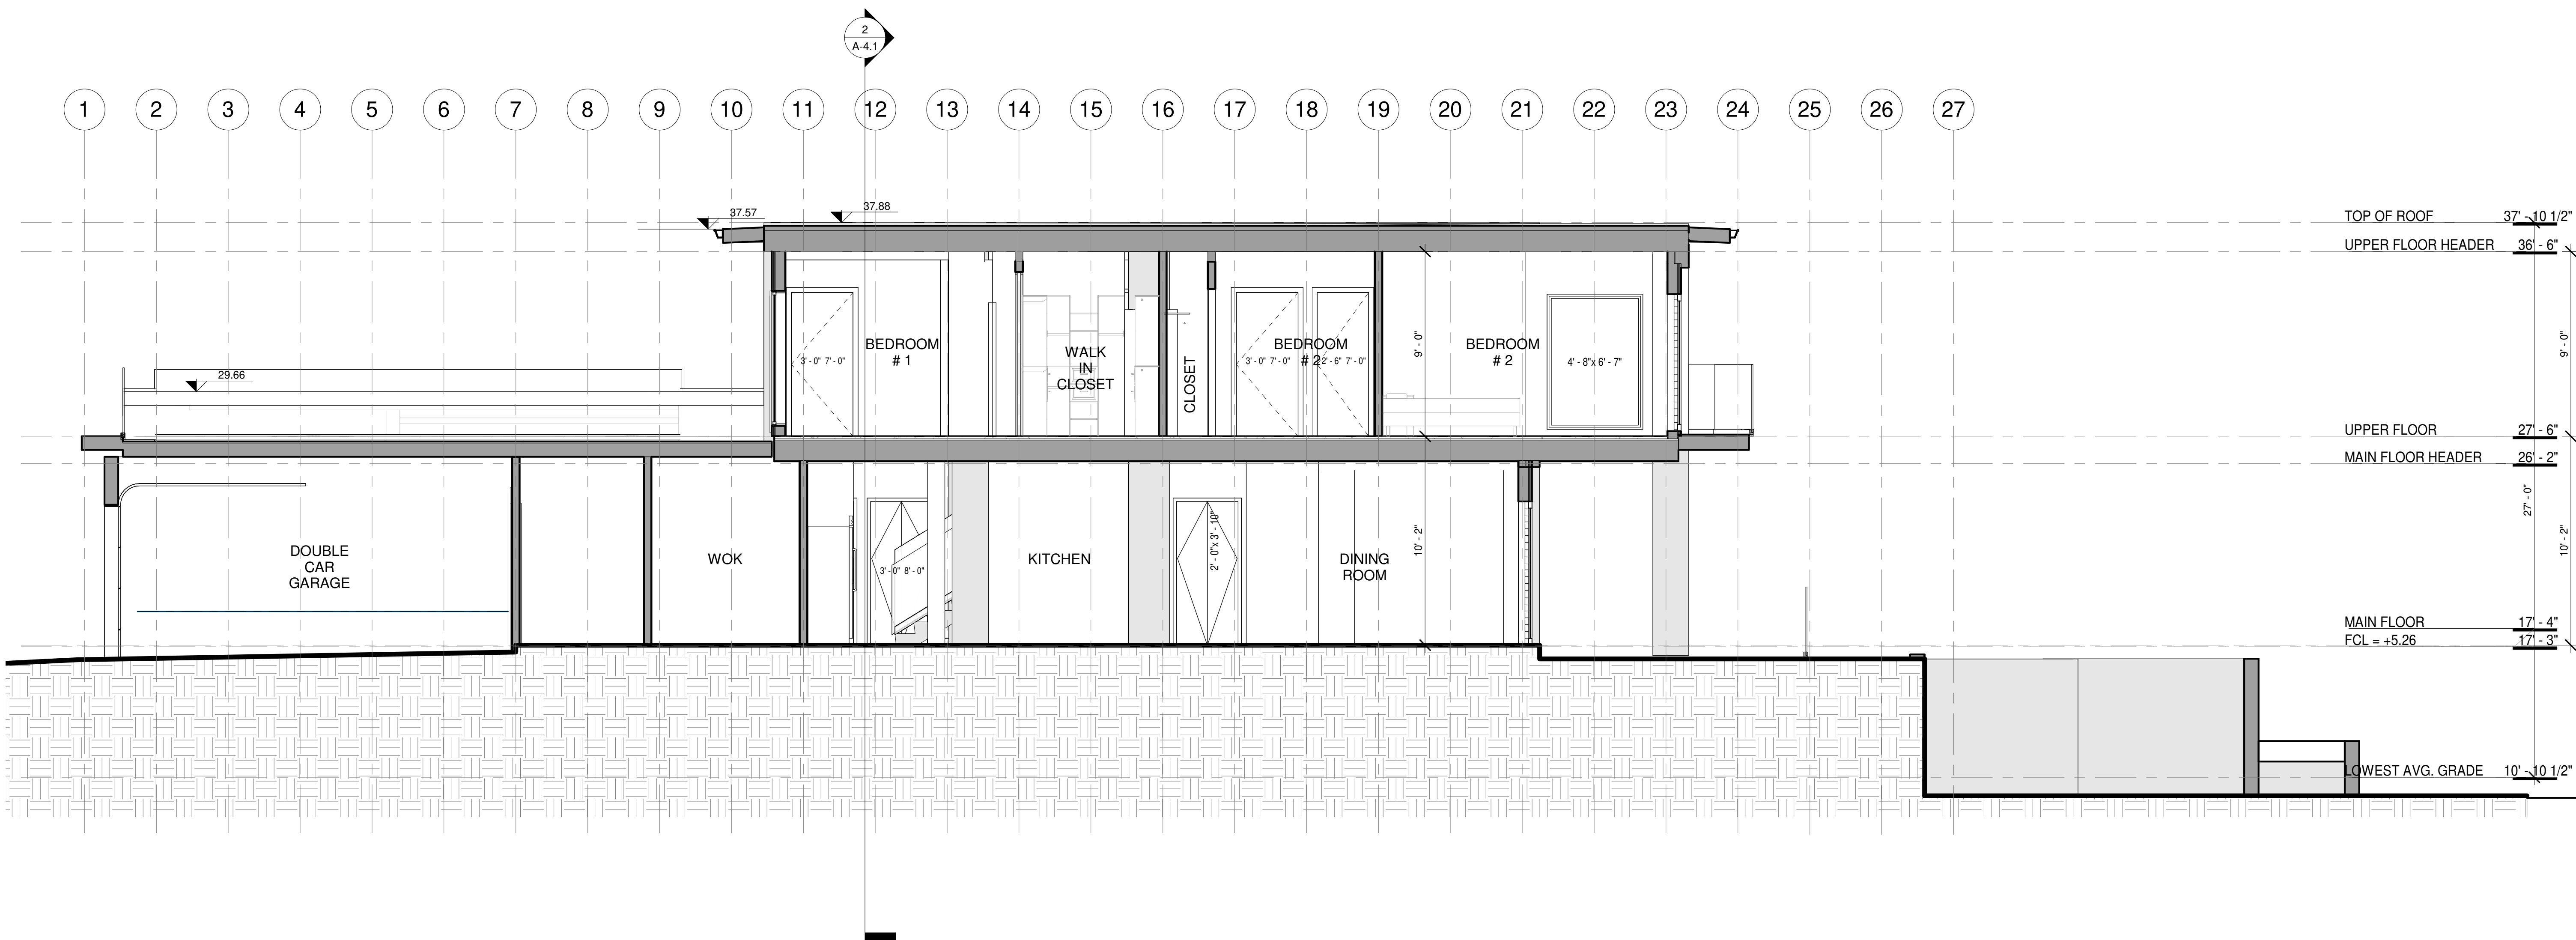 2
A-4.1
1 2 3 4 5 6 7 8 9 10 11 12 13 14 15 16 17 18 19 20 21 22 23 24 25 26 27
37.57
37.88
TOP OF ROOF 37' - 10 1/2"
UPPER FLOOR HEADER 36' - 6"
29.66
BEDROOM
# 1
3' - 0" 7' - 0"
WALK
IN
CLOSET
CLOSET
BEDROOM
# 2
3' - 0" 7' - 0"
2' - 6" 7' - 0"
9' - 0"
BEDROOM
# 2
4' - 8"x 6' - 7"
9' - 0"
UPPER FLOOR 27' - 6"
MAIN FLOOR HEADER 26' - 2"
27' - 0"
DOUBLE
CAR
GARAGE
WOK
3' - 0" 8' - 0"
KITCHEN
2' - 0"x 3' - 10"
DINING
ROOM
10' - 2"
10' - 2"
MAIN FLOOR 17' - 4"
FCL = +5.26 17' - 3"
LOWEST AVG. GRADE 10' - 10 1/2"